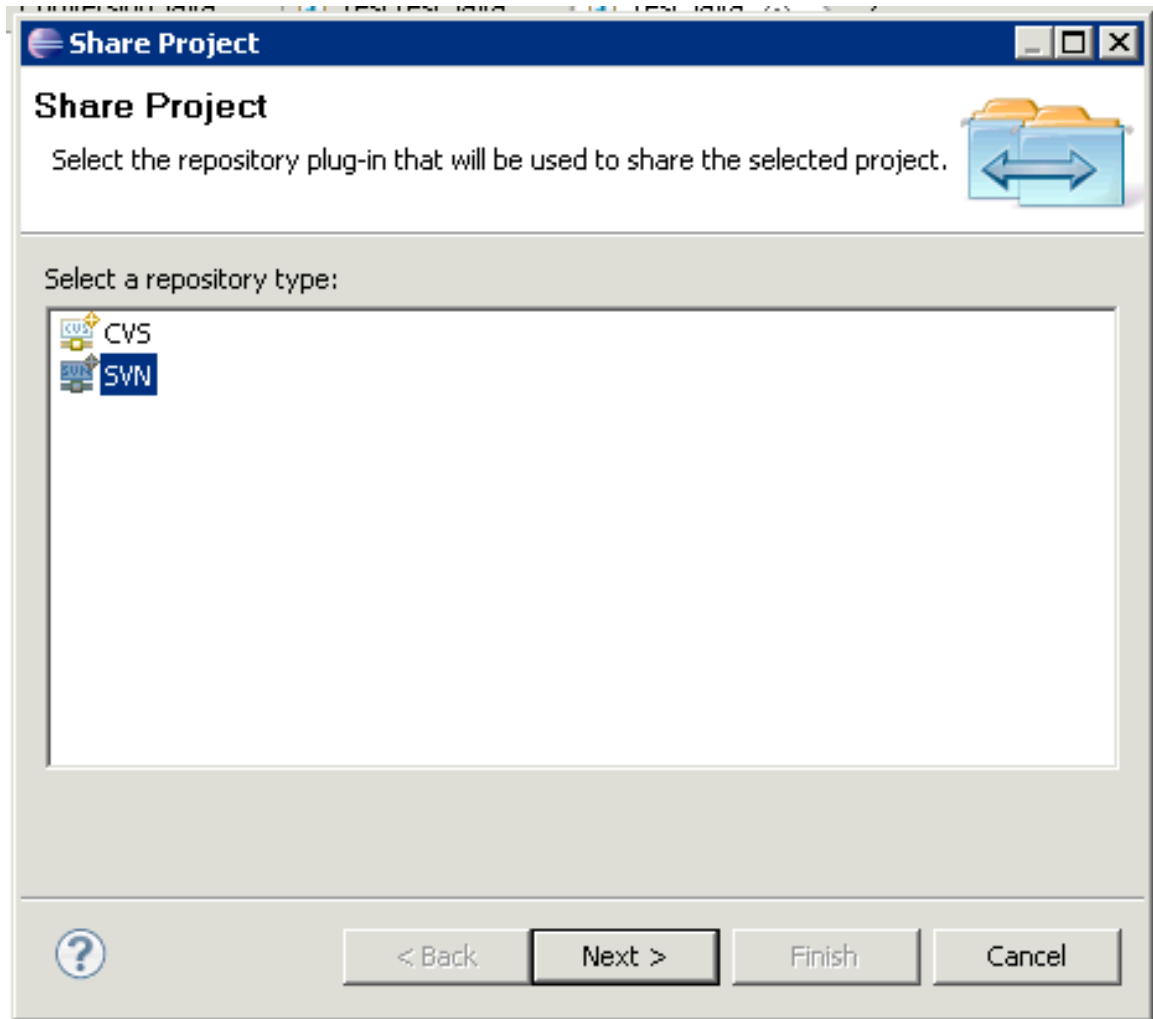 Share Project
Share Project
Select the repository plug-in that will be used to share the selected project.
Select a repository type:
CVS
SVN
< Back
Next >
Finish
Cancel